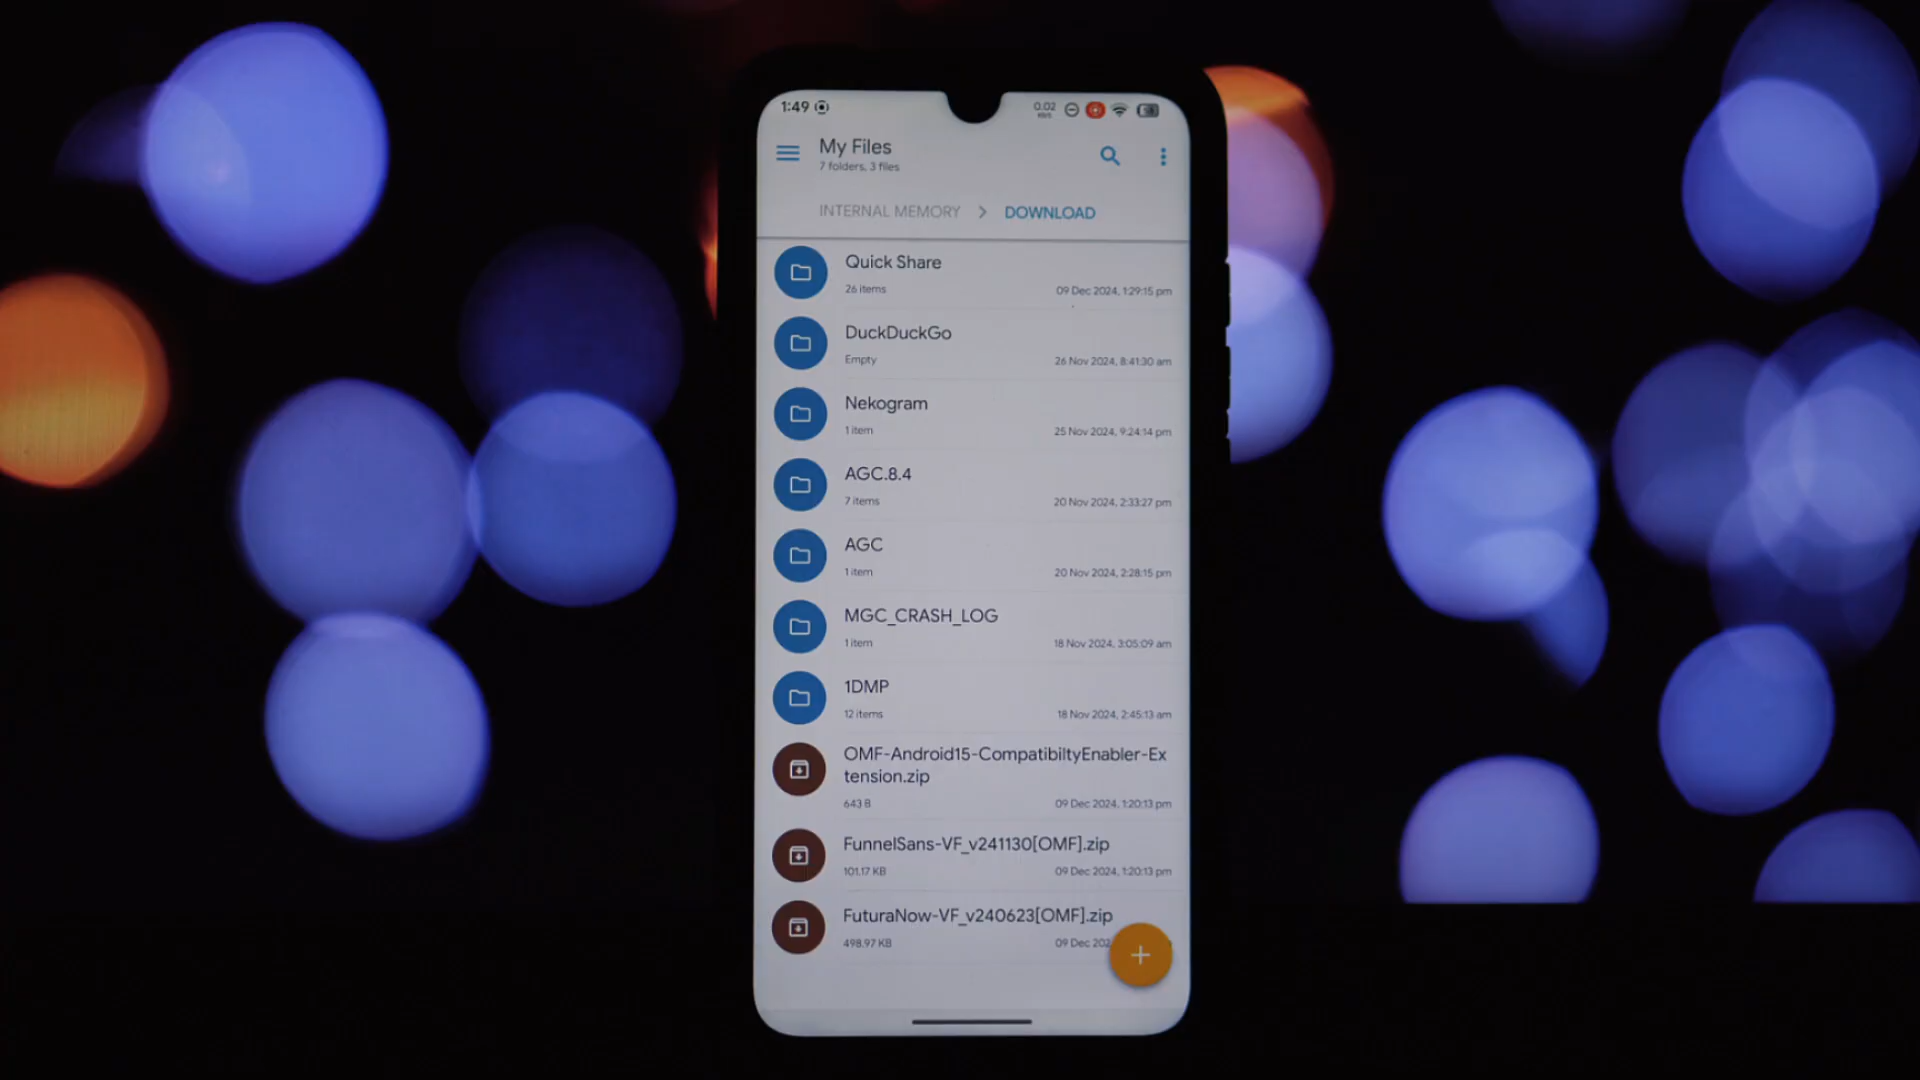 1:49
0.02
KB/S
My Files
7 folders, 3 files
INTERNAL MEMORY > DOWNLOAD
Quick Share
26 items 09 Dec 2024, 1:29:15 pm
DuckDuckGo
Empty 26 Nov 2024, 8:41:30 am
Nekogram
1 item 25 Nov 2024, 9:24:14 pm
AGC.8.4
7 items 20 Nov 2024, 2:33:27 pm
AGC
1 item 20 Nov 2024, 2:28:15 pm
MGC_CRASH_LOG
1 item 18 Nov 2024, 3:05:09 am
1DMP
12 items 18 Nov 2024, 2:45:13 am
OMF-Android15-CompatibiltyEnabler-Ex
tension.zip
643 B 09 Dec 2024, 1:20:13 pm
FunnelSans-VF_v241130[OMF].zip
101.17 KB 09 Dec 2024, 1:20:13 pm
FuturaNow-VF_v240623[OMF].zip
498.97 KB 09 Dec 202